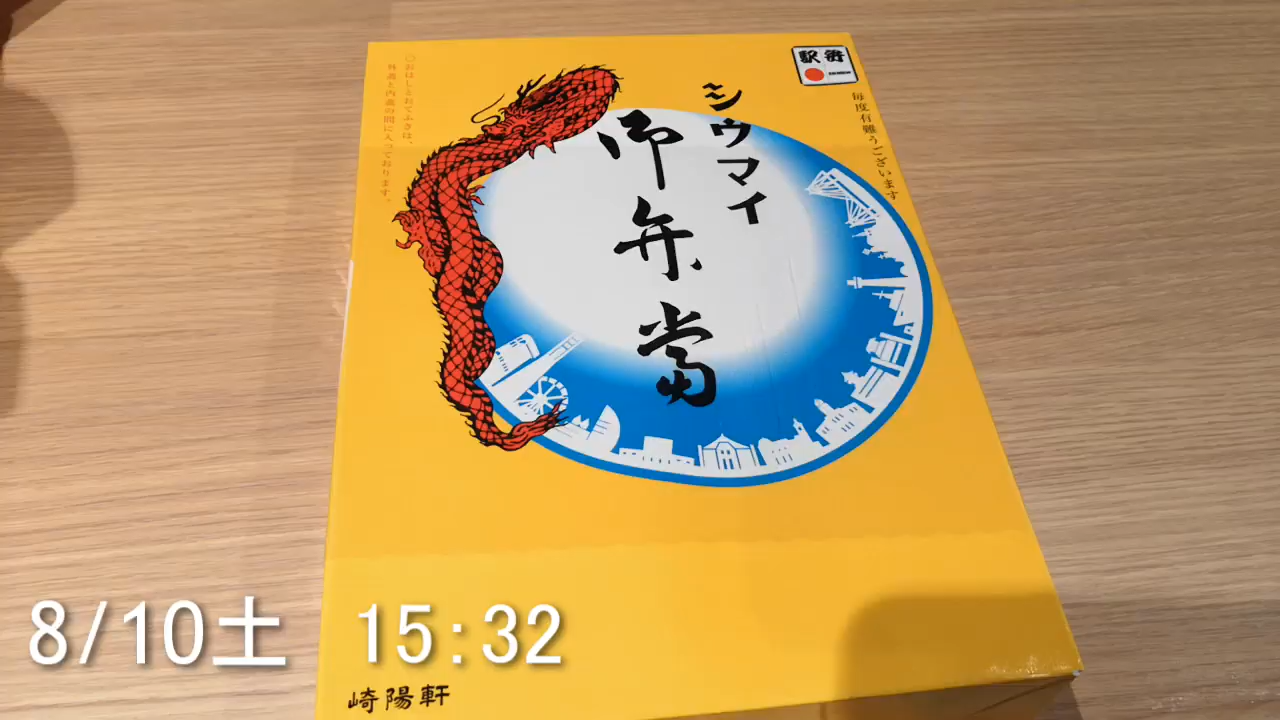 駅弁
毎度有難うございます
シウマイ
御弁當
〇おはしとおてふきは、
外蓋と内蓋の間に入っております。
8/10土 15:32
崎陽軒